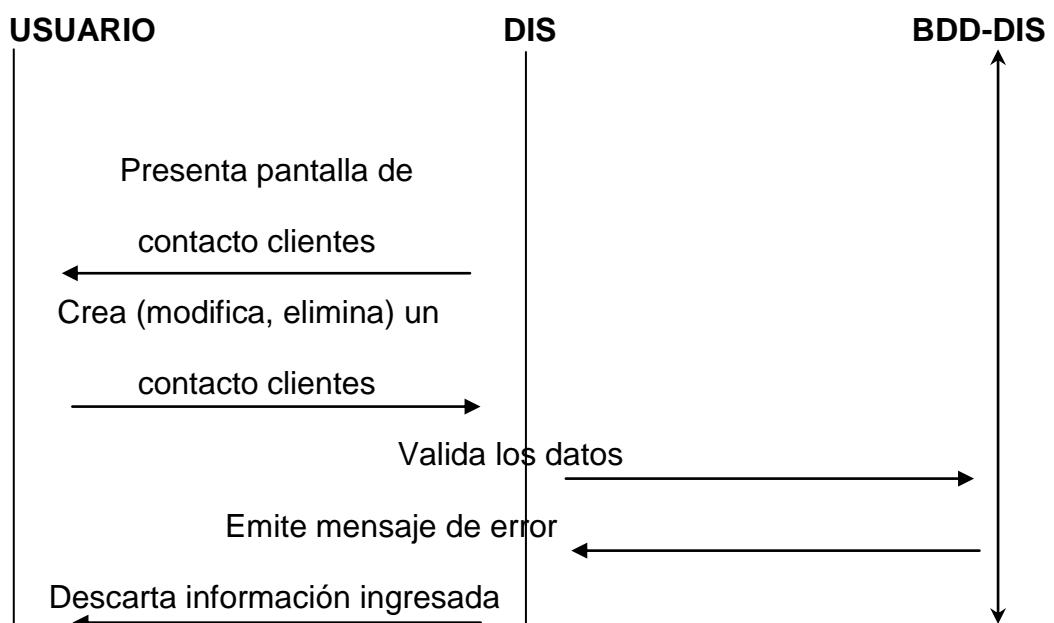 USUARIO DIS BDD-DIS
Presenta pantalla de
contacto clientes
Crea (modifica, elimina) un
contacto clientes
Valida los datos
Emite mensaje de error
Descarta información ingresada